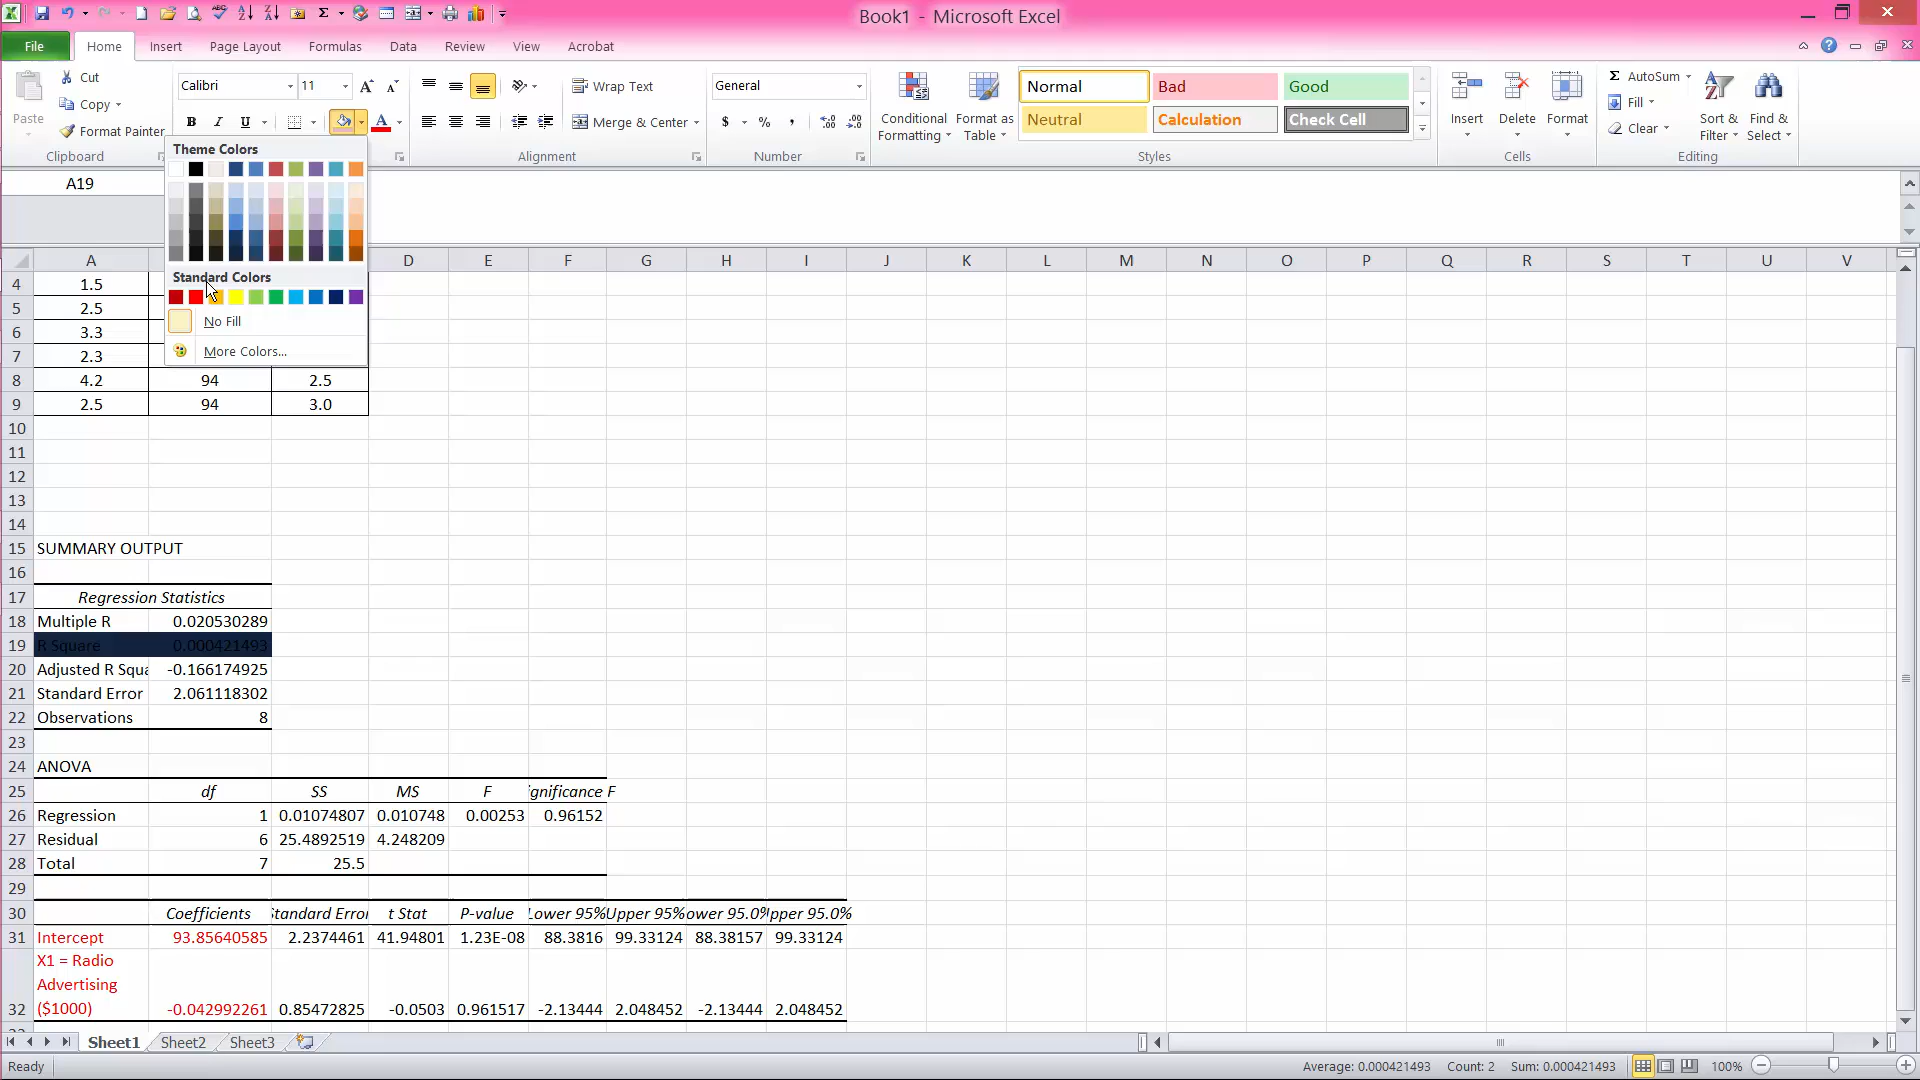 Book1 - Microsoft Excel
File Home Insert Page Layout Formulas Data Review View Acrobat
Paste
Cut
Copy
Format Painter
Clipboard
Calibri 11
B I U A
Wrap Text
Merge & Center
Alignment
General
$ % ,
Number
Conditional Formatting
Format as Table
Normal Bad Good
Neutral Calculation Check Cell
Styles
Insert Delete Format
Cells
AutoSum
Fill
Clear
Sort & Filter
Find & Select
Editing
Theme Colors
Standard Colors
No Fill
More Colors...
A19
A D E F G H I J K L M N O P Q R S T U V
4 1.5
5 2.5
6 3.3
7 2.3
8 4.2 94 2.5
9 2.5 94 3.0
10
11
12
13
14
15 SUMMARY OUTPUT
16
17 Regression Statistics
18 Multiple R 0.020530289
19 R Square 0.000421493
20 Adjusted R Squa -0.166174925
21 Standard Error 2.061118302
22 Observations 8
23
24 ANOVA
25 df SS MS F gnificance F
26 Regression 1 0.01074807 0.010748 0.00253 0.96152
27 Residual 6 25.4892519 4.248209
28 Total 7 25.5
29
30 Coefficients Standard Error t Stat P-value Lower 95% Upper 95% ower 95.0% pper 95.0%
31 Intercept 93.85640585 2.2374461 41.94801 1.23E-08 88.3816 99.33124 88.38157 99.33124
X1 = Radio
Advertising
32 ($1000) -0.042992261 0.85472825 -0.0503 0.961517 -2.13444 2.048452 -2.13444 2.048452
Sheet1 Sheet2 Sheet3
Ready Average: 0.000421493 Count: 2 Sum: 0.000421493 100%